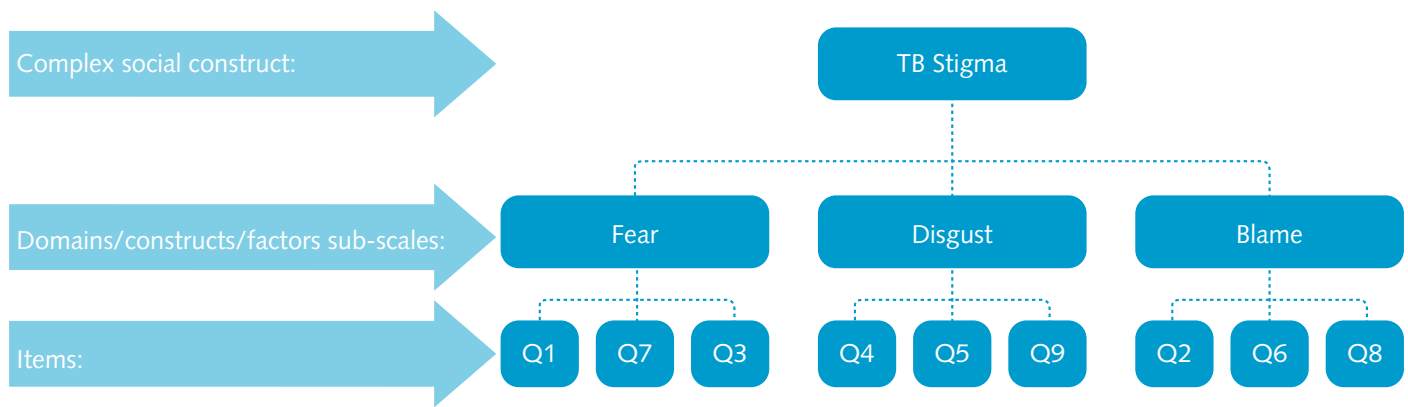 Complex social construct:
TB Stigma
Domains/constructs/factors sub-scales:
Fear
Disgust
Blame
Items:
Q1
Q7
Q3
Q4
Q5
Q9
Q2
Q6
Q8